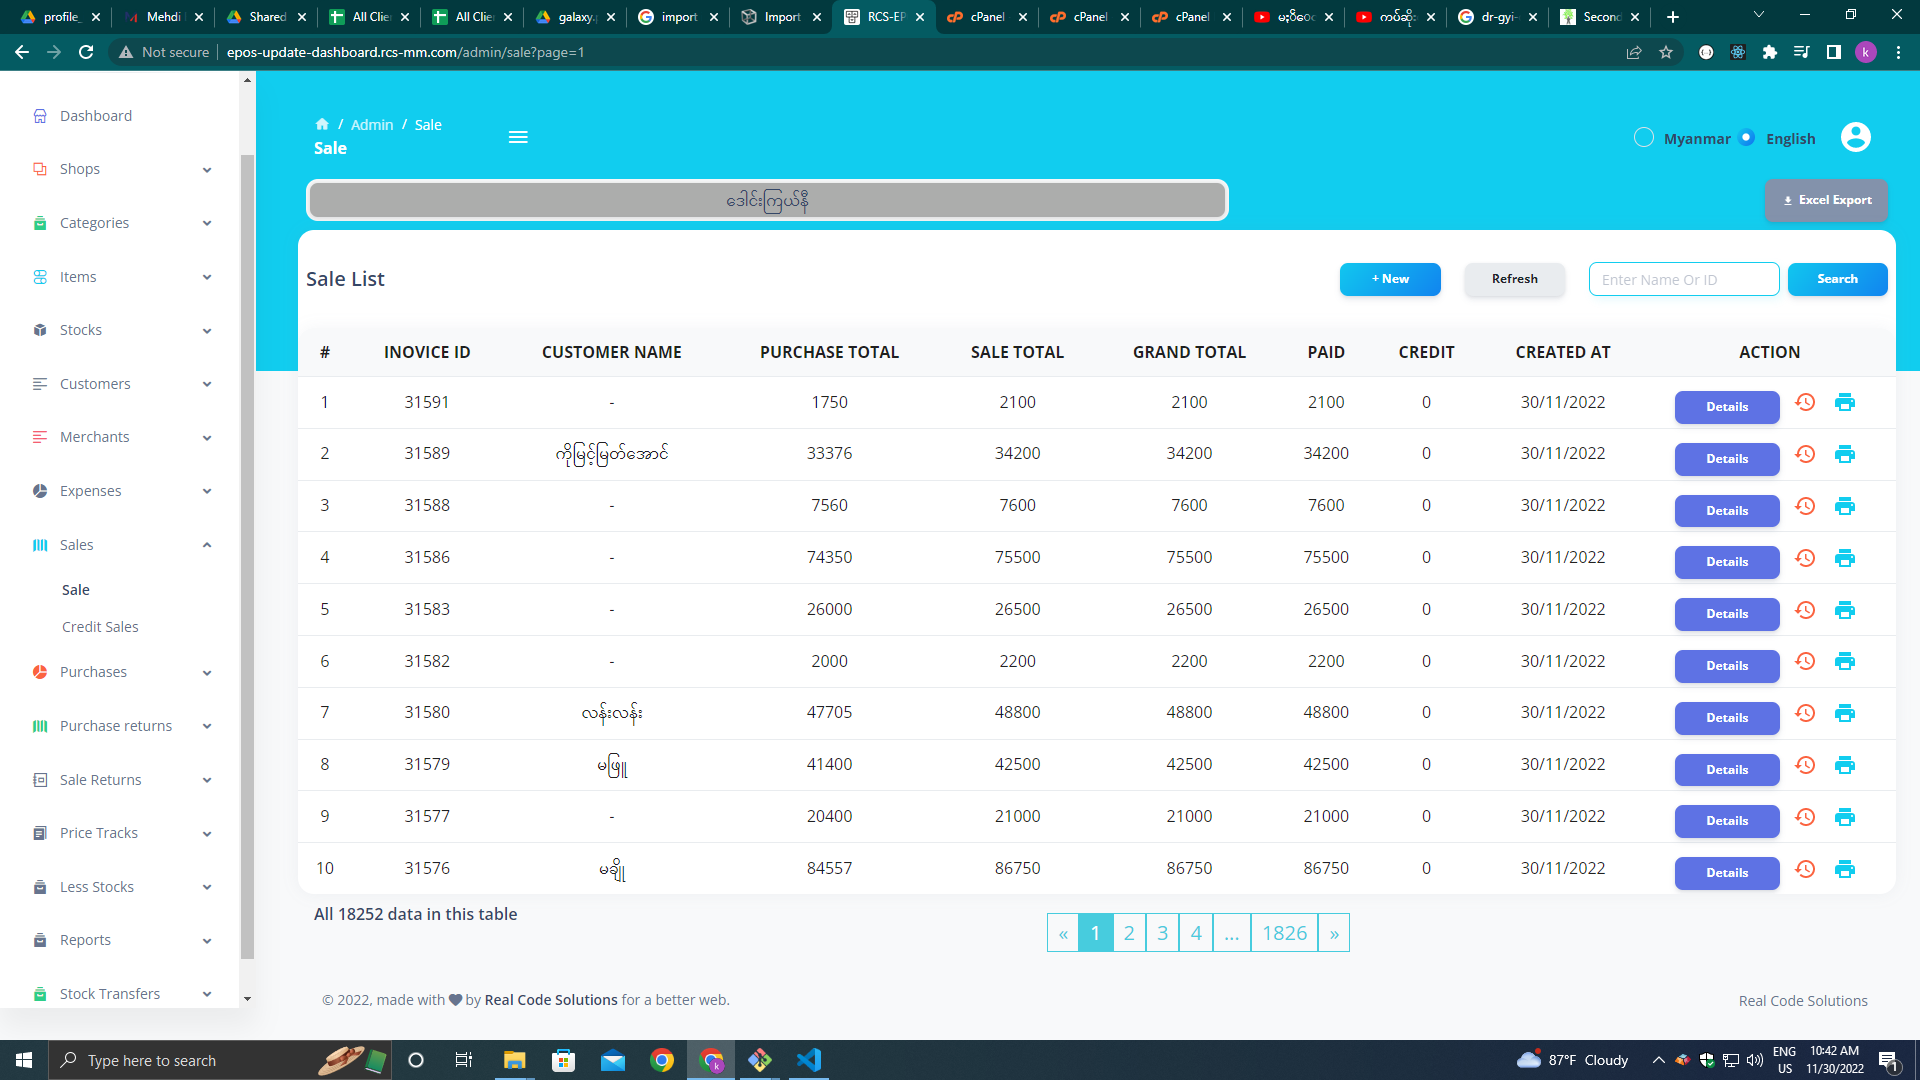 profile_
Mehdi
Shared
All Clie
All Clie
galaxy.
import
Import
RCS-EP
cPanel
cPanel
cPanel
dr-gyi-
Second
Not secure
epos-update-dashboard.rcs-mm.com/admin/sale?page=1
k
Dashboard
Shops
Categories
Items
Stocks
Customers
Merchants
Expenses
Sales
Sale
Credit Sales
Purchases
Purchase returns
Sale Returns
Price Tracks
Less Stocks
Reports
Stock Transfers
/ Admin / Sale
Sale
Myanmar English
ဒေါင်းကြယ်နီ
Excel Export
Sale List
+ New
Refresh
Enter Name Or ID
Search
# INOVICE ID CUSTOMER NAME PURCHASE TOTAL SALE TOTAL GRAND TOTAL PAID CREDIT CREATED AT ACTION
1 31591 - 1750 2100 2100 2100 0 30/11/2022 Details
2 31589 ကိုမြင့်မြတ်အောင် 33376 34200 34200 34200 0 30/11/2022 Details
3 31588 - 7560 7600 7600 7600 0 30/11/2022 Details
4 31586 - 74350 75500 75500 75500 0 30/11/2022 Details
5 31583 - 26000 26500 26500 26500 0 30/11/2022 Details
6 31582 - 2000 2200 2200 2200 0 30/11/2022 Details
7 31580 လန်းလန်း 47705 48800 48800 48800 0 30/11/2022 Details
8 31579 မဖြူ 41400 42500 42500 42500 0 30/11/2022 Details
9 31577 - 20400 21000 21000 21000 0 30/11/2022 Details
10 31576 မချို 84557 86750 86750 86750 0 30/11/2022 Details
All 18252 data in this table
« 1 2 3 4 ... 1826 »
© 2022, made with by Real Code Solutions for a better web.
Real Code Solutions
Type here to search
87°F Cloudy
ENG
US
10:42 AM
11/30/2022
1